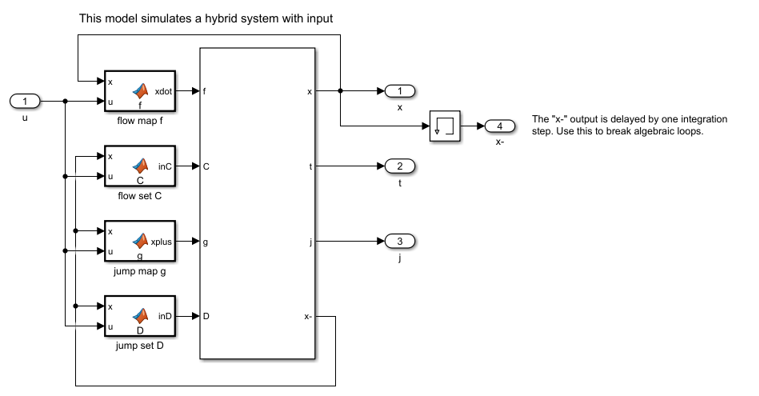 This model simulates a hybrid system with input
1
u
x
u
xdot
f
flow map f
x
u
inC
C
flow set C
x
u
xplus
g
jump map g
x
u
inD
D
jump set D
f
C
g
D
x
t
j
x-
1
x
2
t
3
j
4
x-
The "x-" output is delayed by one integration
step. Use this to break algebraic loops.